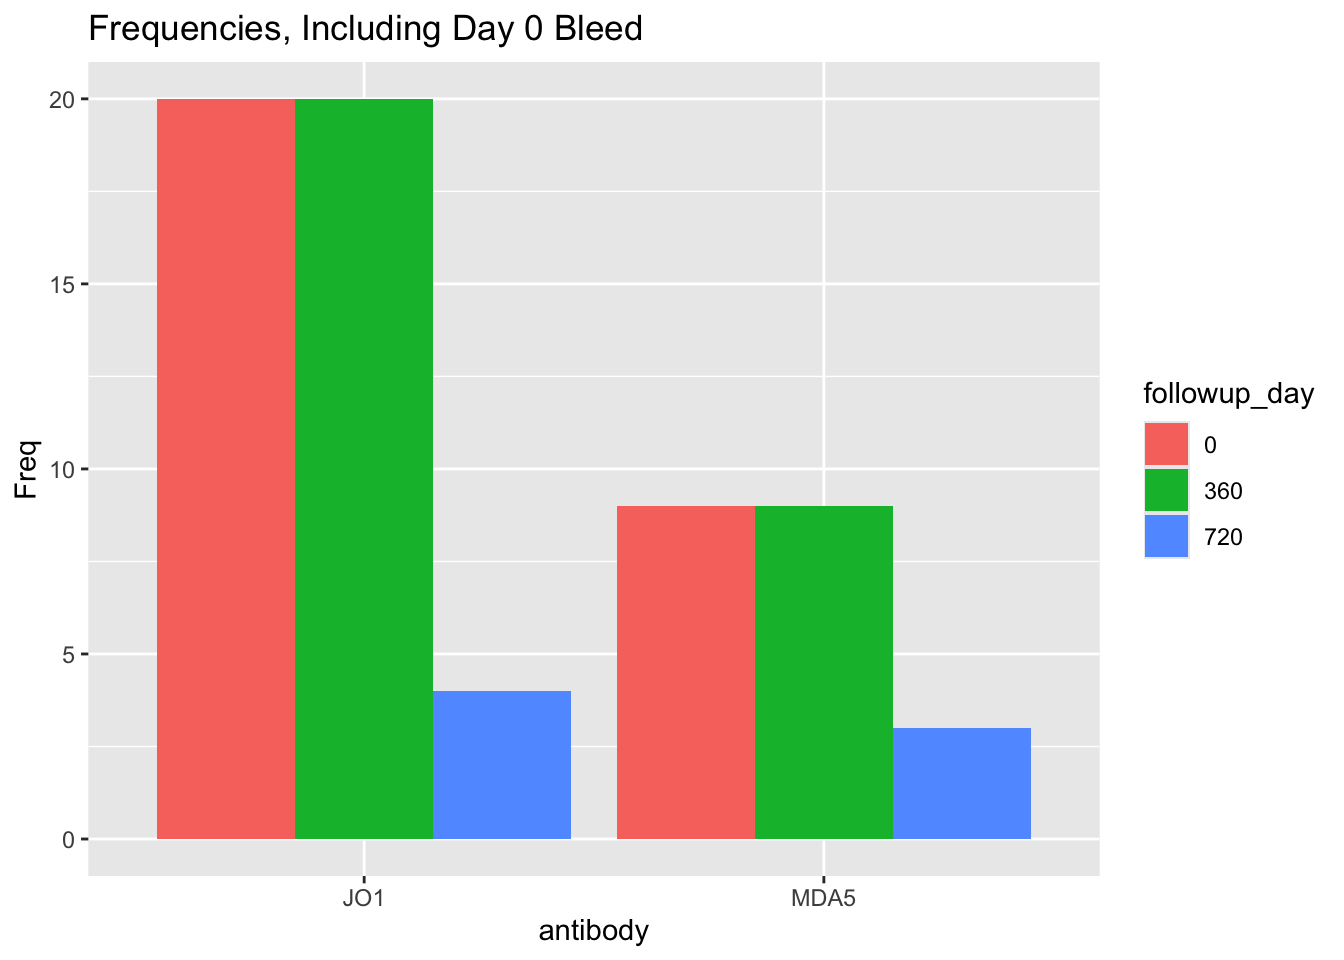 Frequencies, Including Day 0 Bleed
20
15
10
5
0
Freq
JO1
MDA5
antibody
followup_day
0
360
720